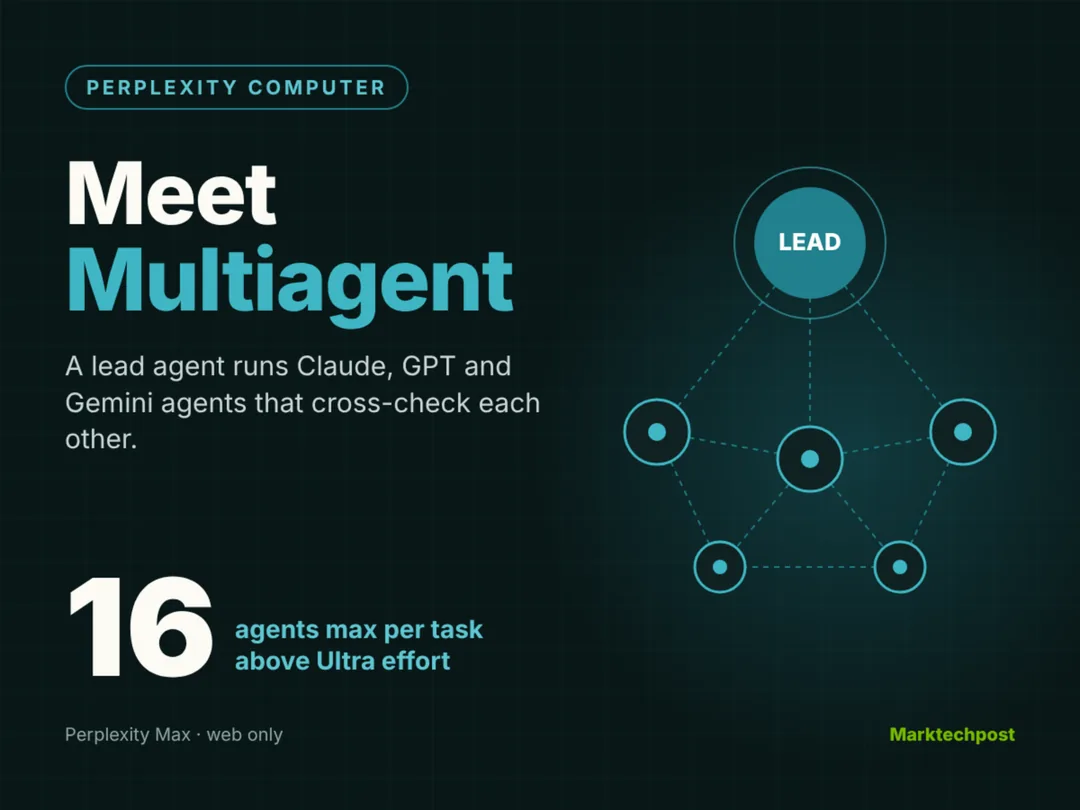 PERPLEXITY COMPUTER
Meet
Multiagent
A lead agent runs Claude, GPT and
Gemini agents that cross-check each
other.
LEAD
16
agents max per task
above Ultra effort
Perplexity Max · web only
Marktechpost